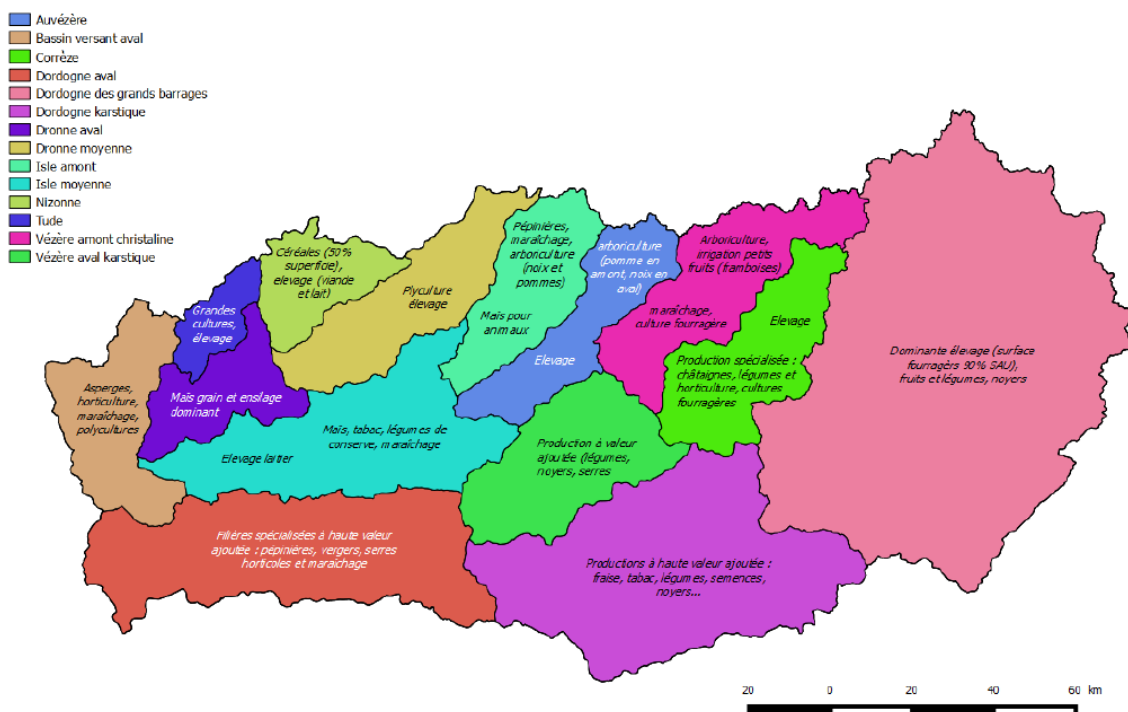 Auvézère
Bassin versant aval
Corrèze
Dordogne aval
Dordogne des grands barrages
Dordogne karstique
Dronne aval
Dronne moyenne
Isle amont
Isle moyenne
Nizonne
Tude
Vézère amont christaline
Vézère aval karstique
Céréales (50%
superficie),
elevage (viande
et lait)
Grandes
cultures,
élevage
Plyculture
élevage
Pépinières,
maraîchage,
arboriculture
(noix et
pommes)
Maïs pour
animaux
arboriculture
(pomme en
amont, noix en
aval)
Elevage
Arboriculture,
irrigation petits
fruits (framboises)
maraîchage,
culture fourragère
Elevage
Production spécialisée :
châtaignes, légumes et
horticulture, cultures
fourragères
Dominante élevage (surface
fourragèrs 90% SAU),
fruits et légumes, noyers
Asperges,
horticulture,
maraîchage,
polycultures
Maïs grain et ensilage
dominant
Maïs, tabac, légumes de
conserve, maraîchage
Elevage laitier
Production à valeur
ajoutée (légumes,
noyers, serres
Filières spécialisées à haute valeur
ajoutée : pépinières, vergers, serres
horticoles et maraîchage
Productions à haute valeur ajoutée :
fraise, tabac, légumes, semences,
noyers...
20 0 20 40 60 km